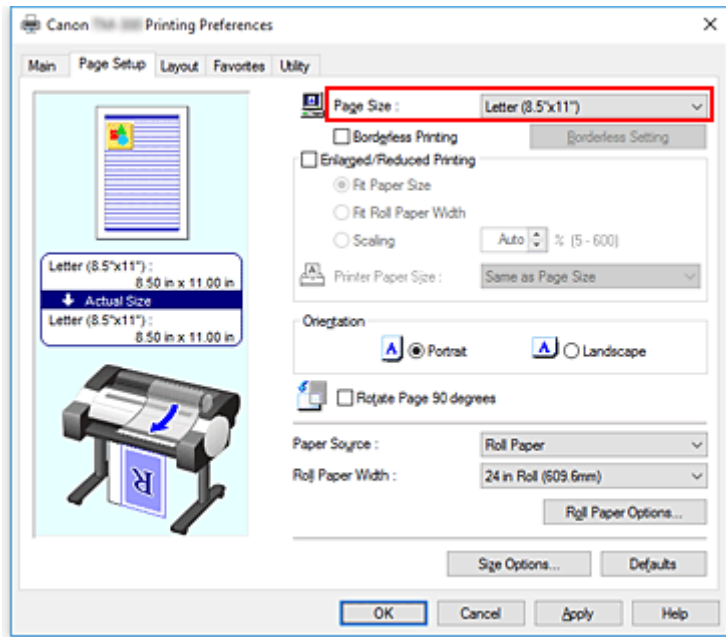 Canon Printing Preferences
Main Page Setup Layout Favorites Utility
Page Size : Letter (8.5"x11")
Borderless Printing Borderless Setting
Enlarged/Reduced Printing
Fit Paper Size
Fit Roll Paper Width
Scaling Auto % (5 - 600)
Printer Paper Size : Same as Page Size
Letter (8.5"x11") :
8.50 in x 11.00 in
Actual Size
Letter (8.5"x11") :
8.50 in x 11.00 in
Orientation
A Portrait A Landscape
Rotate Page 90 degrees
Paper Source : Roll Paper
Roll Paper Width : 24 in Roll (609.6mm)
Roll Paper Options...
R
Size Options... Defaults
OK Cancel Apply Help